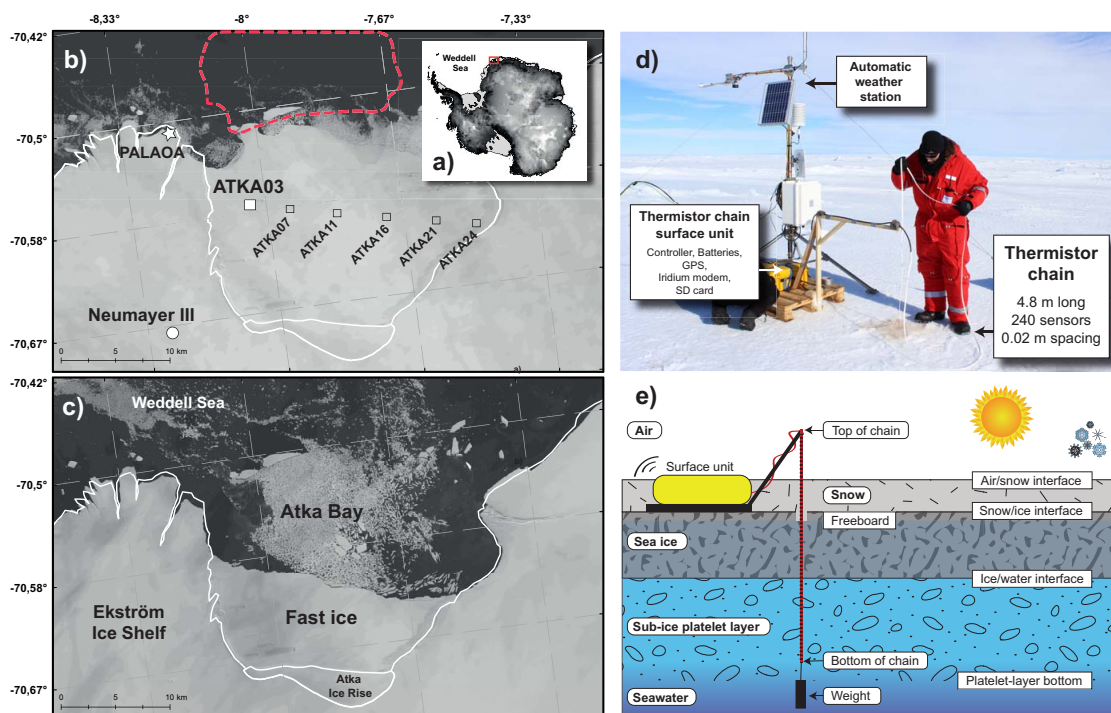 -8,33°
-8°
-7,67°
-7,33°
-70,42°
-70,5°
-70,58°
-70,67°
b)
Weddell
Sea
a)
PALAOA
ATKA03
ATKA07
ATKA11
ATKA16
ATKA21
ATKA24
Neumayer III
0 5 10 km
-70,42°
-70,5°
-70,58°
-70,67°
c)
Weddell Sea
Atka Bay
Fast ice
Ekström
Ice Shelf
Atka
Ice Rise
0 5 10 km
d)
Automatic
weather
station
Thermistor chain
surface unit
Controller, Batteries,
GPS,
Iridium modem,
SD card
Thermistor
chain
4.8 m long
240 sensors
0.02 m spacing
e)
Air
Top of chain
Surface unit
Air/snow interface
Snow
Snow/ice interface
Freeboard
Sea ice
Ice/water interface
Sub-ice platelet layer
Bottom of chain
Platelet-layer bottom
Seawater
Weight